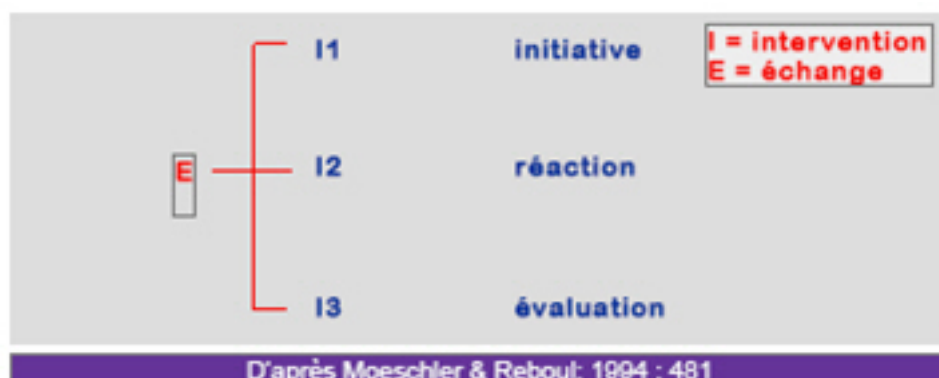 I1 initiative
I = intervention
E = échange
E I2 réaction
I3 évaluation
D'après Moeschler & Reboul: 1994 : 481